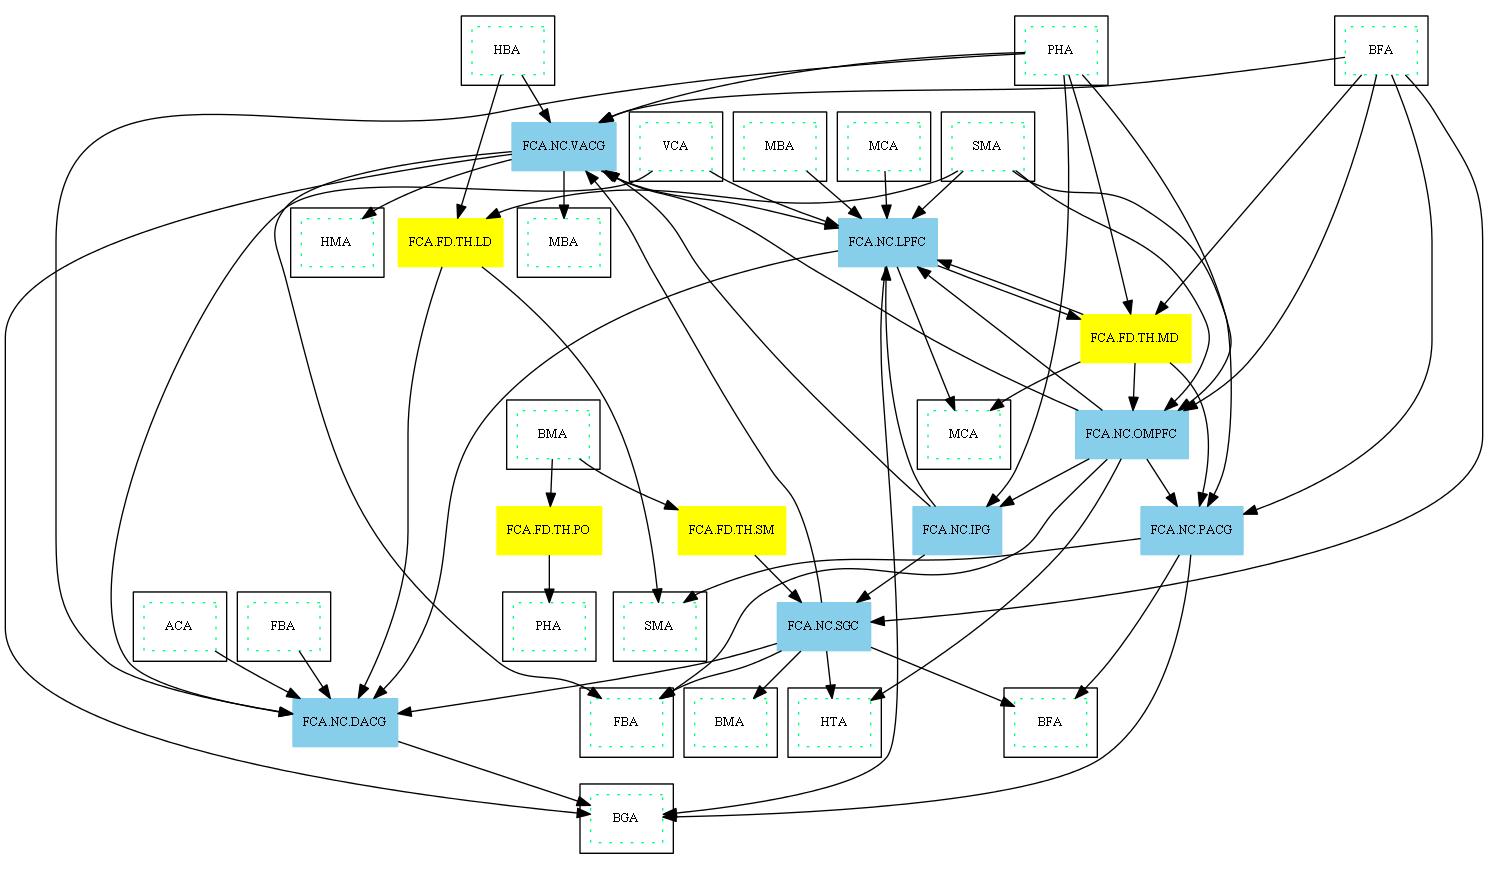 HBA
PHA
BFA
FCA.NC.VACG
VCA
MBA
MCA
SMA
HMA
FCA.FD.TH.LD
MBA
FCA.NC.LPFC
FCA.FD.TH.MD
BMA
MCA
FCA.NC.OMPFC
FCA.FD.TH.PO
FCA.FD.TH.SM
FCA.NC.IPG
FCA.NC.PACG
ACA
FBA
PHA
SMA
FCA.NC.SGC
FCA.NC.DACG
FBA
BMA
HTA
BFA
BGA